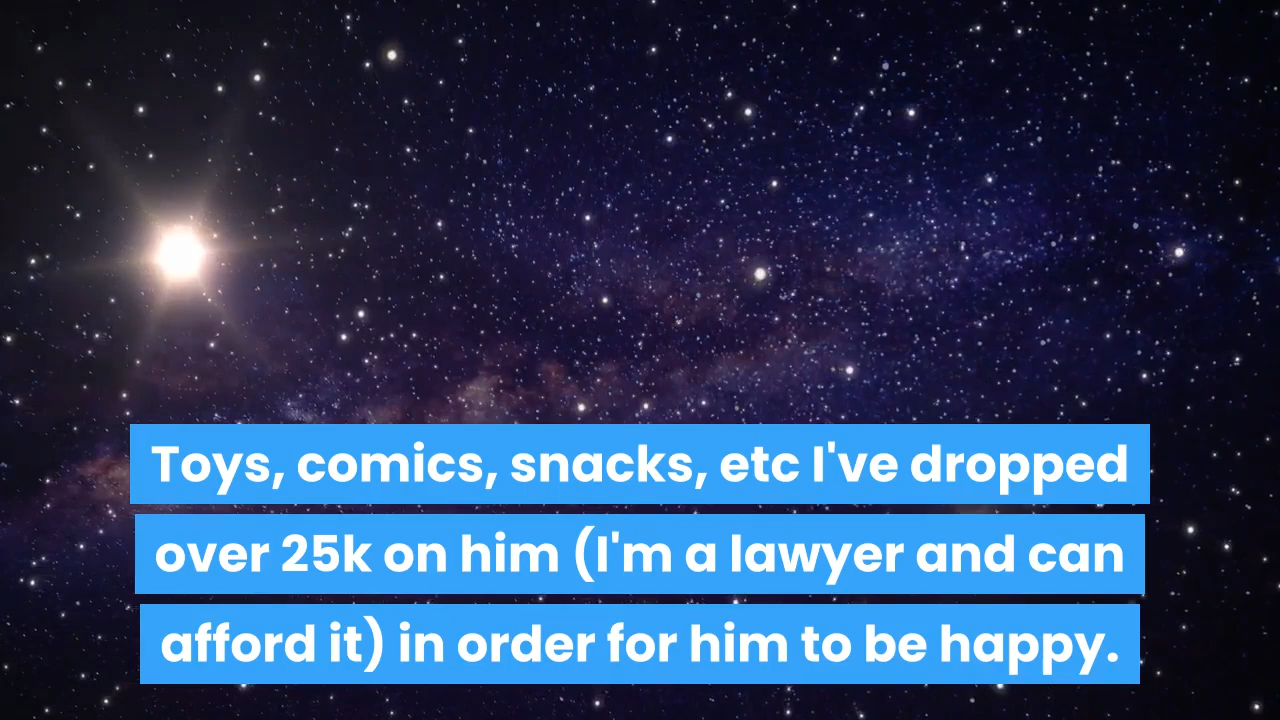 Toys, comics, snacks, etc I've dropped
over 25k on him (I'm a lawyer and can
afford it) in order for him to be happy.